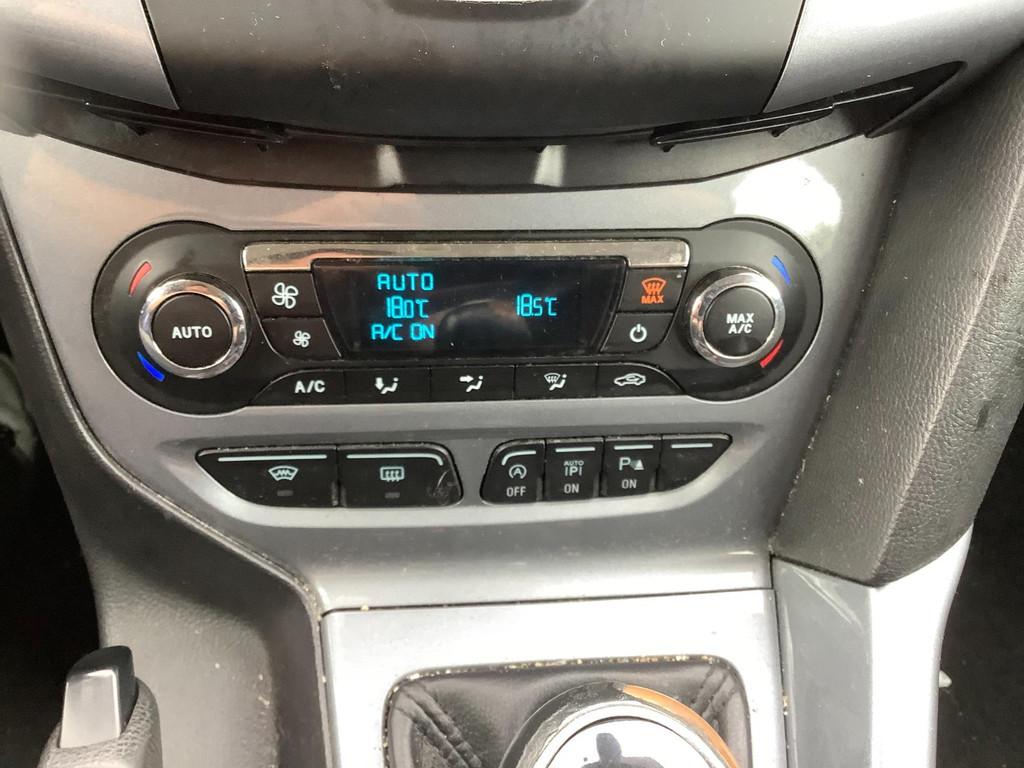 AUTO
18.0°C 18.5°C
A/C ON
AUTO
MAX
MAX
A/C
A/C
OFF
AUTO
P
ON
P
ON